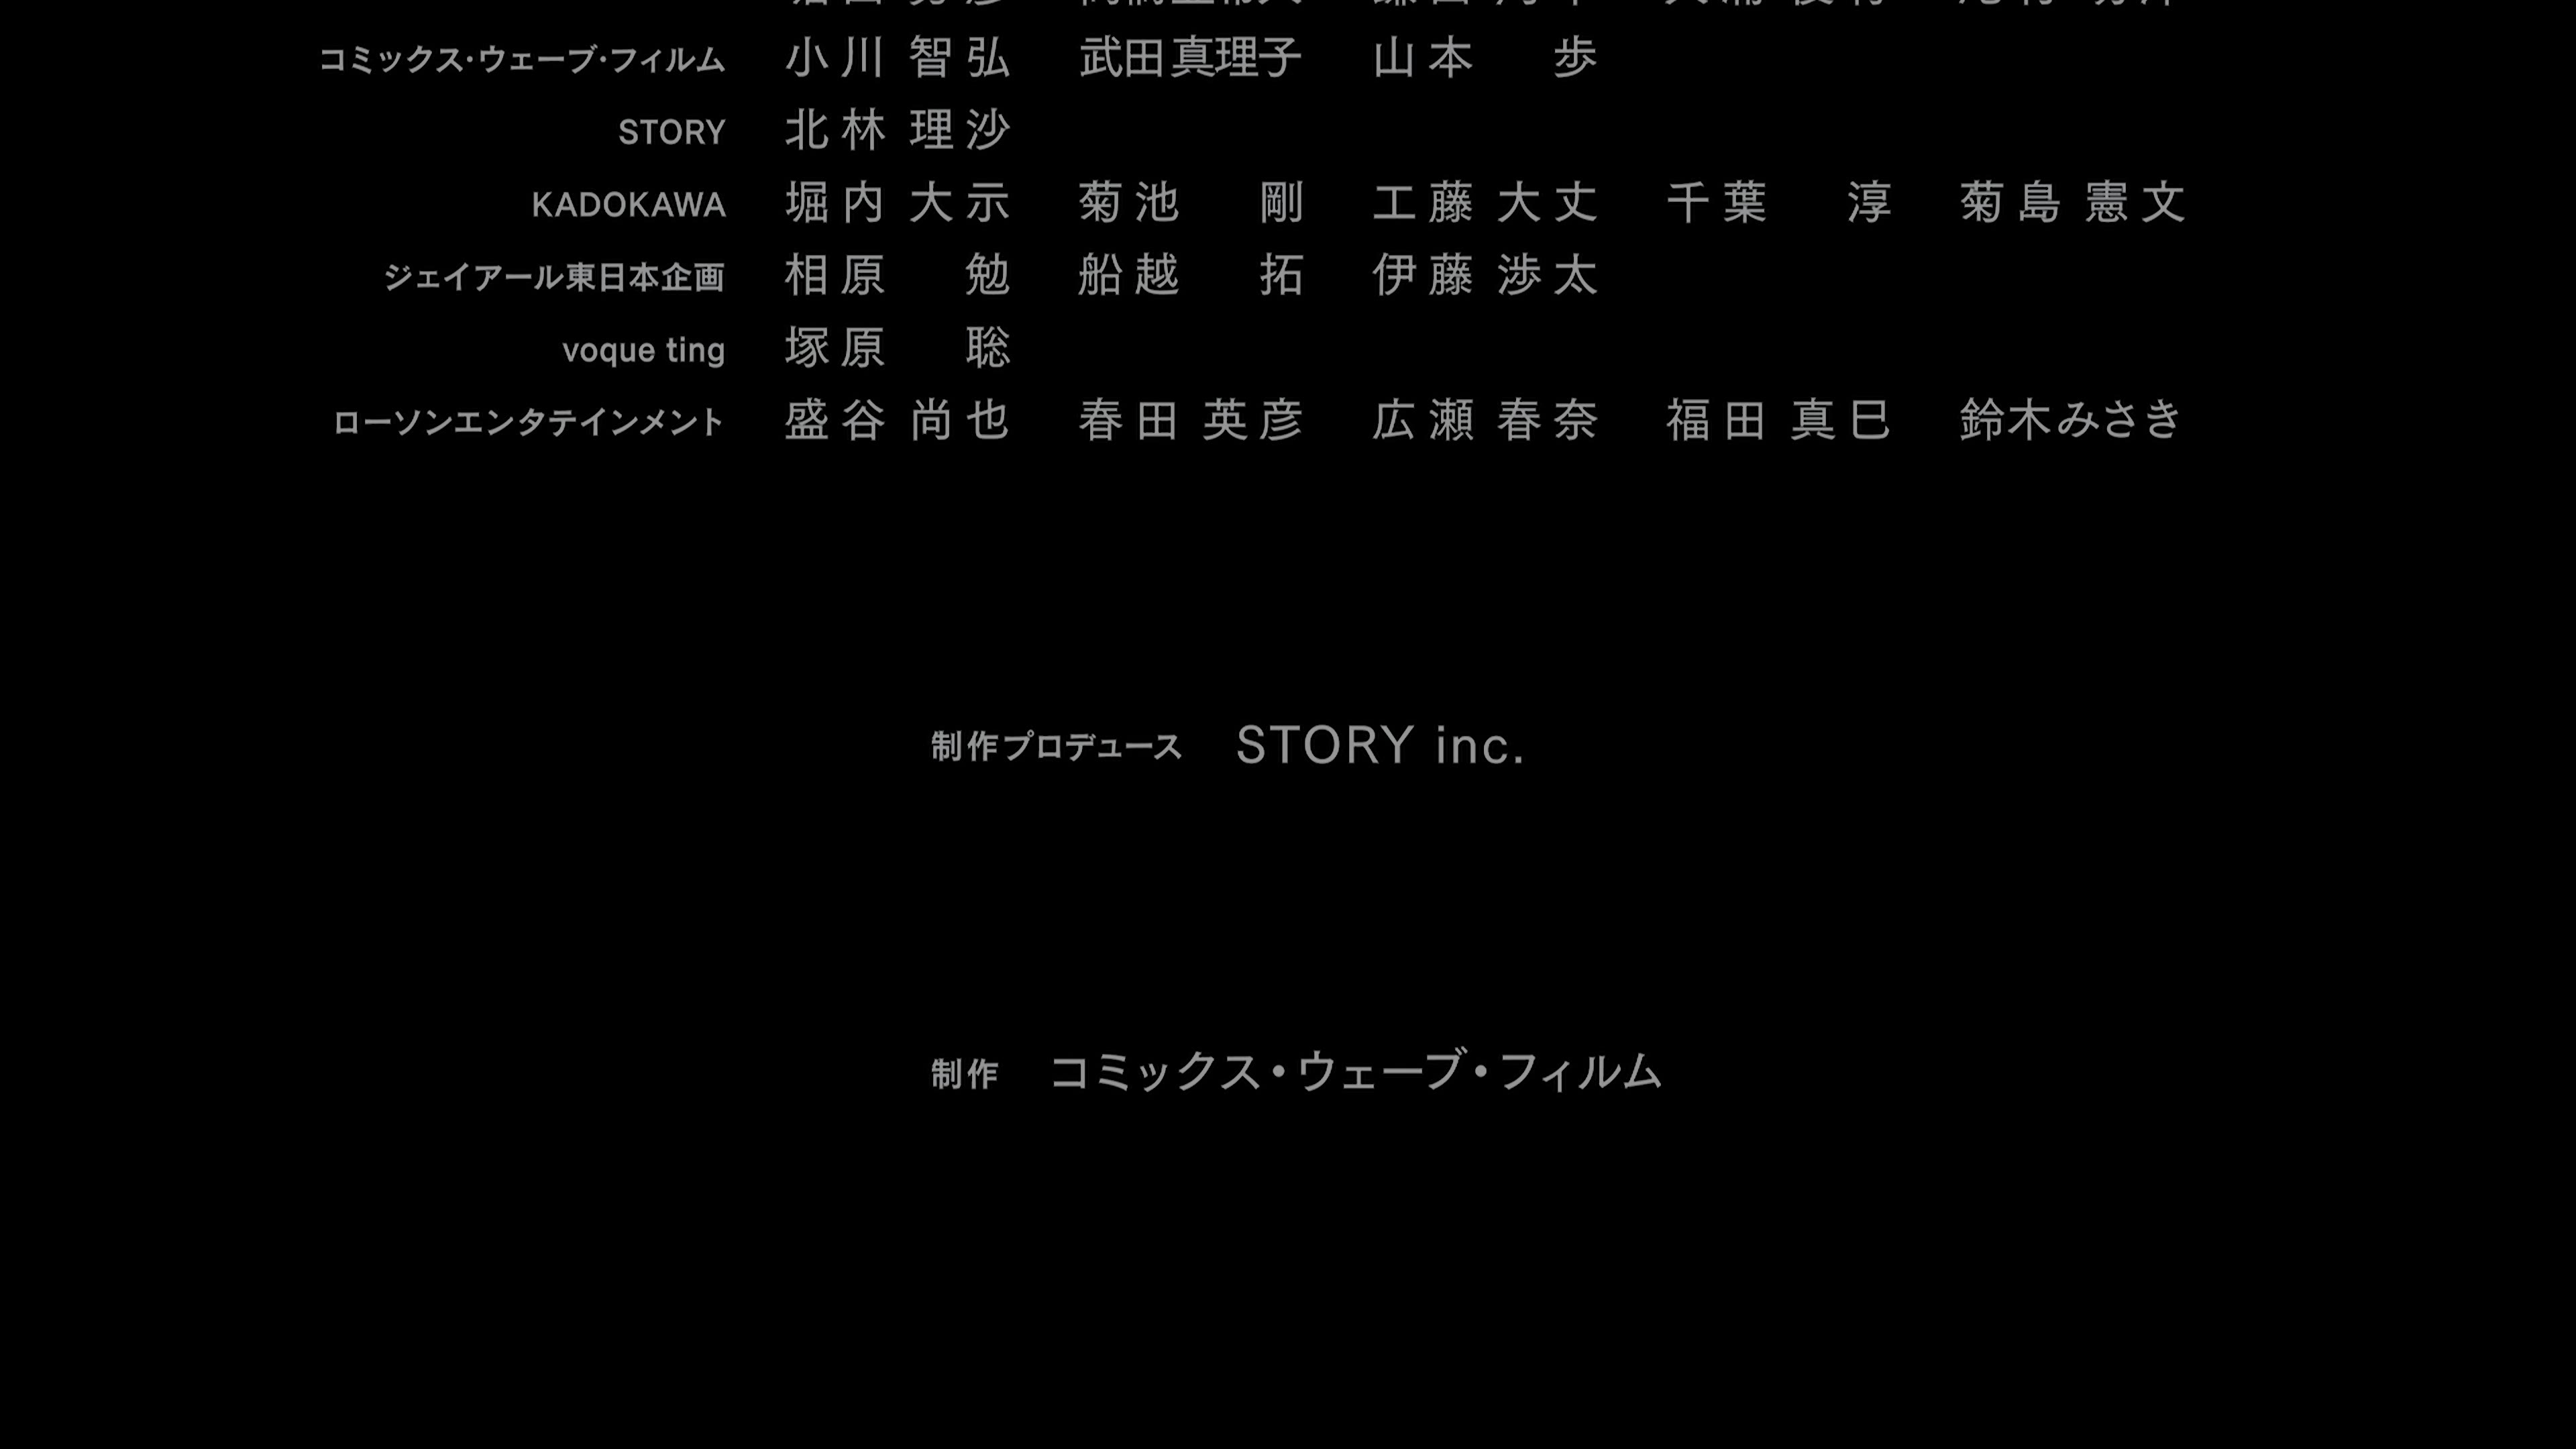 コミックス・ウェーブ・フィルム 小川智弘 武田真理子 山本 歩
STORY 北林理沙
KADOKAWA 堀内大示 菊池 剛 工藤大丈 千葉 淳 菊島憲文
ジェイアール東日本企画 相原 勉 船越 拓 伊藤渉太
voque ting 塚原 聡
ローソンエンタテインメント 盛谷尚也 春田英彦 広瀬春奈 福田真巳 鈴木みさき
制作プロデュース STORY inc.
制作 コミックス・ウェーブ・フィルム